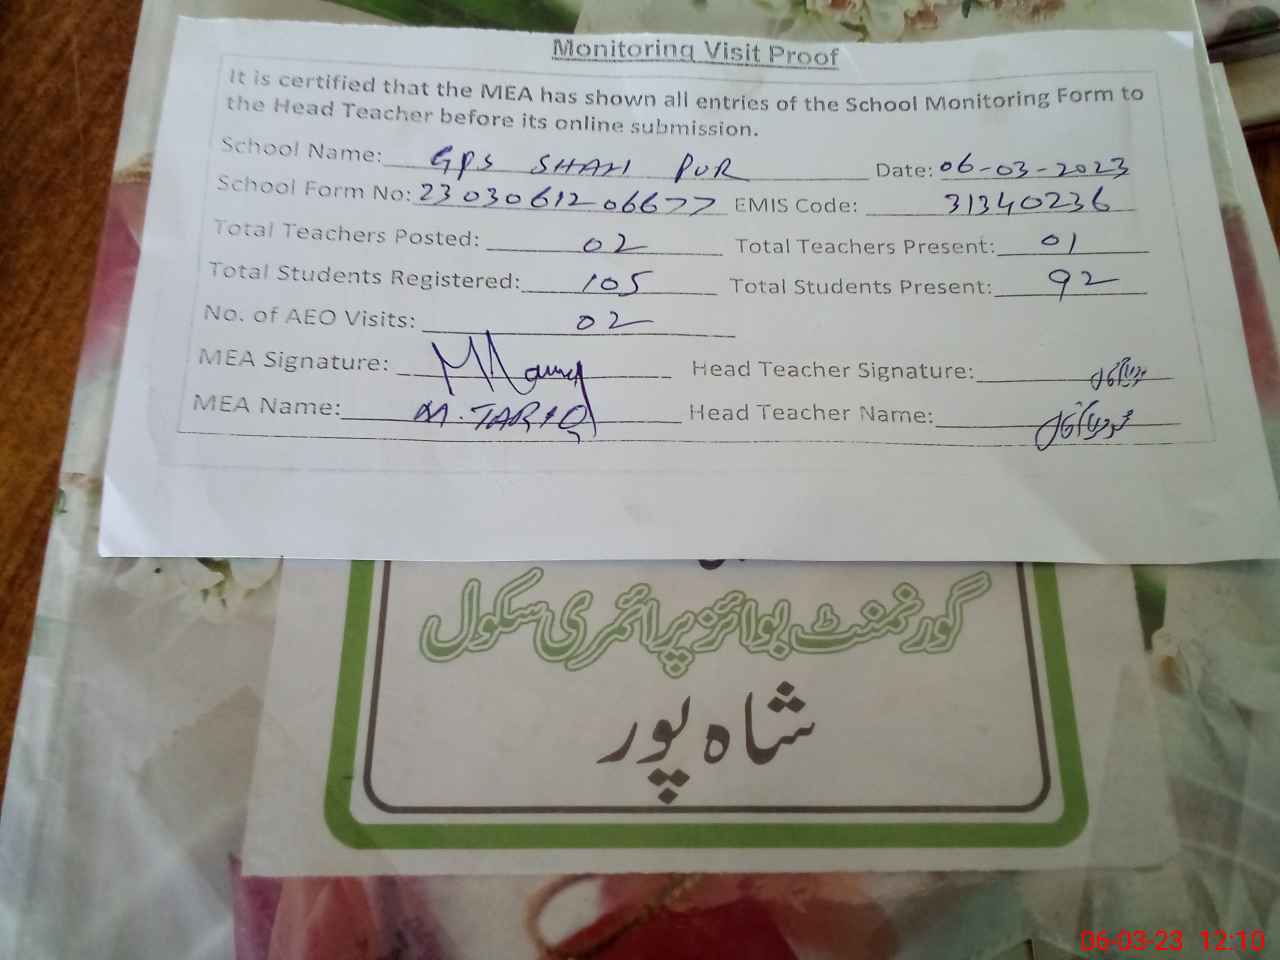 Monitoring Visit Proof
It is certified that the MEA has shown all entries of the School Monitoring Form to
the Head Teacher before its online submission.
School Name: GPS SHAH PUR Date: 06-03-2023
School Form No: 2303061206677 EMIS Code: 31340236
Total Teachers Posted: 02 Total Teachers Present: 01
Total Students Registered: 105 Total Students Present: 92
No. of AEO Visits: 02
MEA Signature: Head Teacher Signature:
MEA Name: M. TARIQ Head Teacher Name:
گورنمنٹ بوائز پرائمری سکول
شاہ پور
06-03-23 12:10